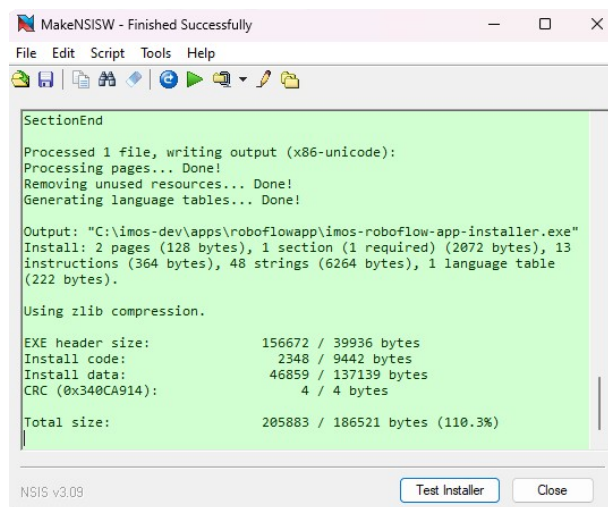 MakeNSISW - Finished Successfully
File Edit Script Tools Help
SectionEnd
Processed 1 file, writing output (x86-unicode):
Processing pages... Done!
Removing unused resources... Done!
Generating language tables... Done!
Output: "C:\imos-dev\apps\roboflowapp\imos-roboflow-app-installer.exe"
Install: 2 pages (128 bytes), 1 section (1 required) (2072 bytes), 13
instructions (364 bytes), 48 strings (6264 bytes), 1 language table
(222 bytes).
Using zlib compression.
EXE header size: 156672 / 39936 bytes
Install code: 2348 / 9442 bytes
Install data: 46859 / 137139 bytes
CRC (0x340CA914): 4 / 4 bytes
Total size: 205883 / 186521 bytes (110.3%)
NSIS v3.09 Test Installer Close